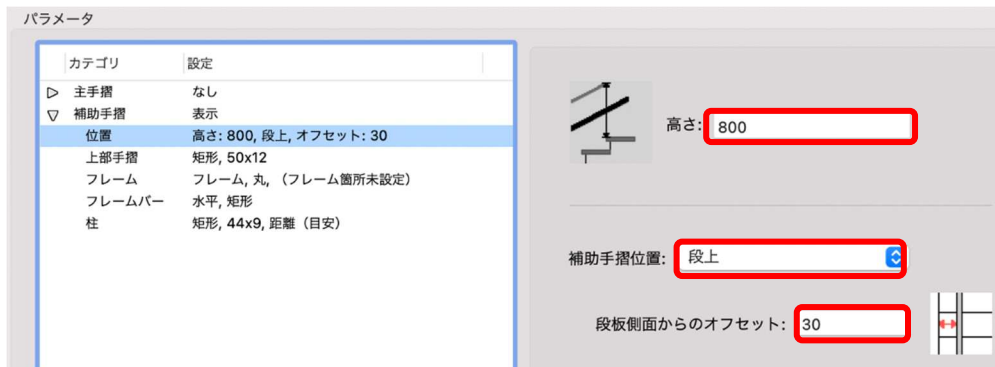 パラメータ
カテゴリ 設定
主手摺 なし
補助手摺 表示
位置 高さ: 800, 段上, オフセット: 30
上部手摺 矩形, 50x12
フレーム フレーム, 丸, （フレーム箇所未設定）
フレームバー 水平, 矩形
柱 矩形, 44x9, 距離（目安）
高さ: 800
補助手摺位置: 段上
段板側面からのオフセット: 30